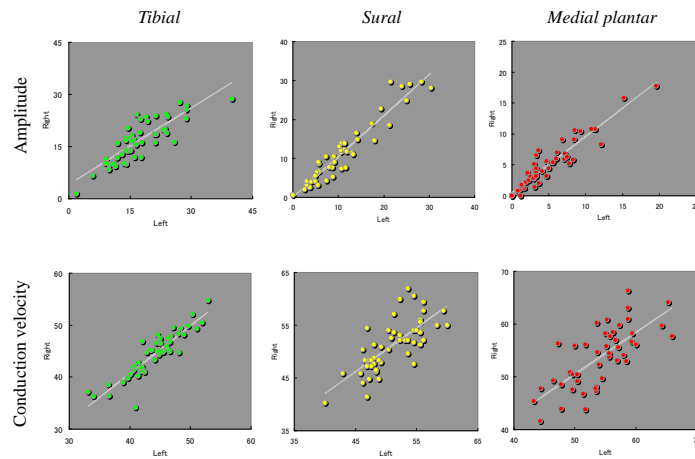 Tibial Sural Medial plantar
Amplitude
45
30
15
0
Right
0 15 30 45
Left
40
30
20
10
0
Right
0 10 20 30 40
Left
25
20
15
10
5
0
Right
0 5 10 15 20 25
Left
Conduction velocity
60
50
40
30
Right
30 40 50 60
Left
65
55
45
35
Right
35 45 55 65
Left
70
60
50
40
Right
40 50 60 70
Left